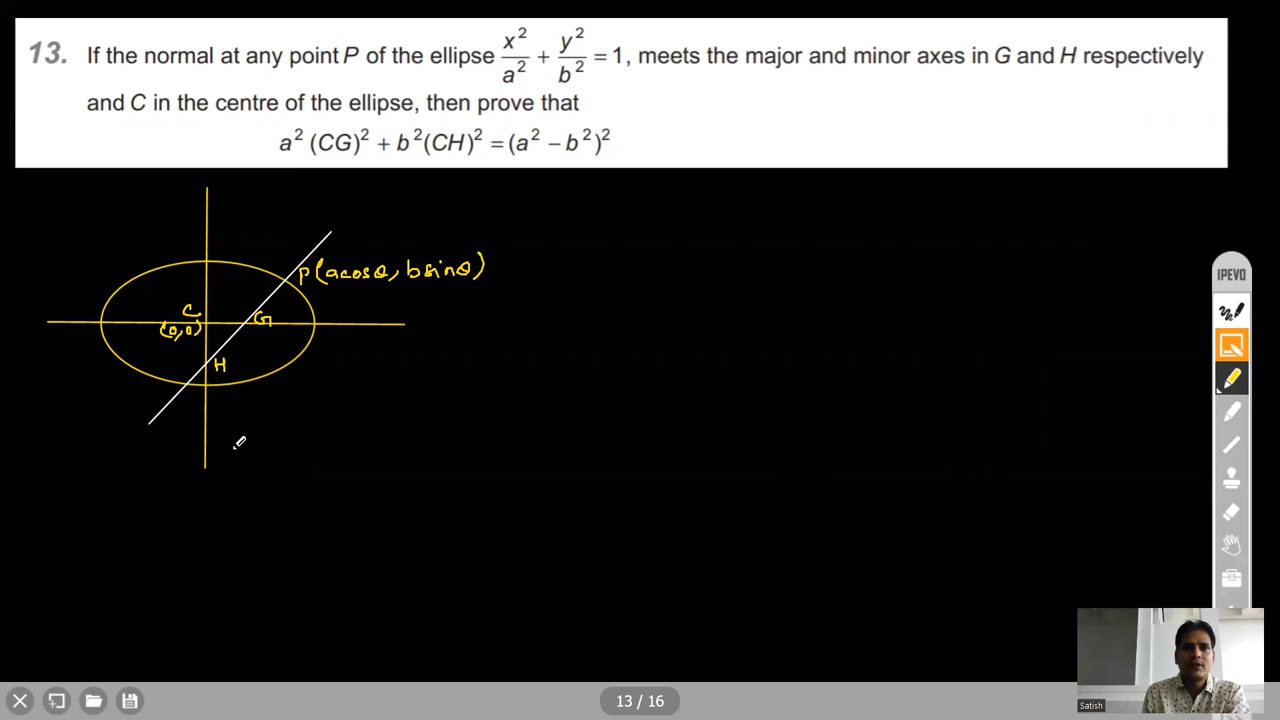 13. If the normal at any point P of the ellipse x²/a² + y²/b² = 1, meets the major and minor axes in G and H respectively
and C in the centre of the ellipse, then prove that
a² (CG)² + b²(CH)² = (a² – b²)²
P(acosθ, bsinθ)
C
G
(0,0)
H
IPEVO
13 / 16
Satish